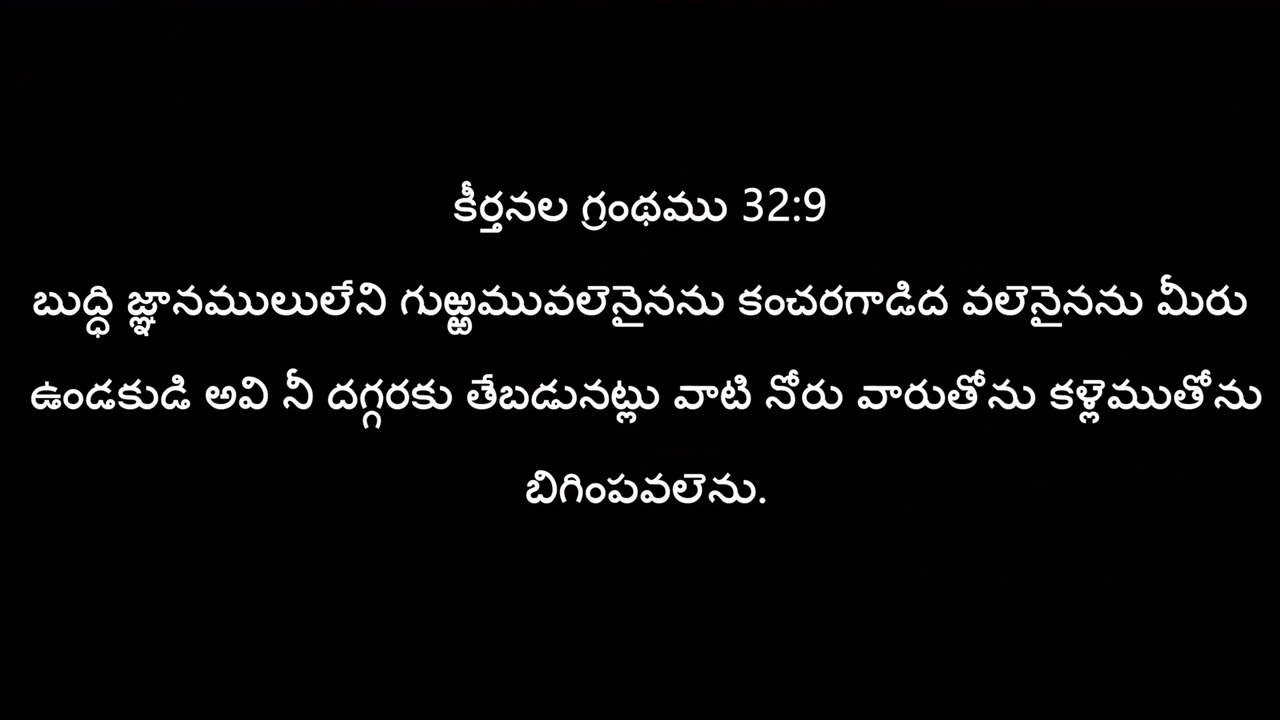 కీర్తనల గ్రంథము 32:9
బుద్ధి జ్ఞానములులేని గుఱ్ఱమువలెనైనను కంచరగాడిద వలెనైనను మీరు
ఉండకుడి అవి నీ దగ్గరకు తేబడునట్లు వాటి నోరు వారుతోను కళ్లెముతోను
బిగింపవలెను.